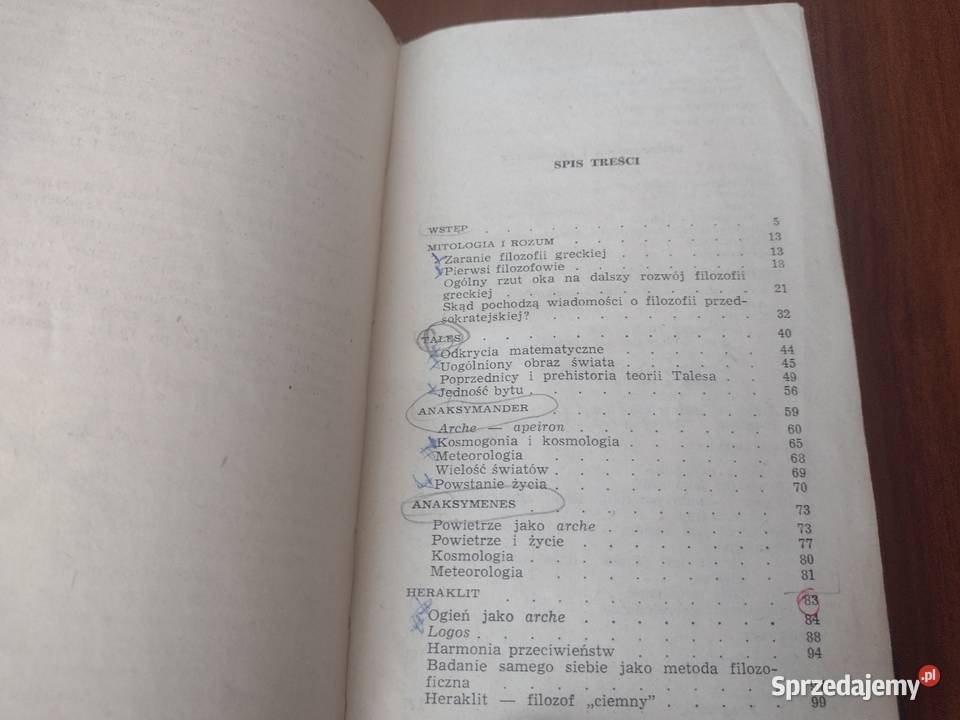 SPIS TREŚCI
WSTĘP . . . . . . . . . . . 5
MITOLOGIA I ROZUM . . . . . . . . 13
Zaranie filozofii greckiej . . . . . . 13
Pierwsi filozofowie . . . . . . . . 18
Ogólny rzut oka na dalszy rozwój filozofii
greckiej . . . . . . . . . . 21
Skąd pochodzą wiadomości o filozofii przed-
sokratejskiej? . . . . . . . . . 32
TALES . . . . . . . . . . . 40
Odkrycia matematyczne . . . . . . 44
Uogólniony obraz świata . . . . . . 45
Poprzednicy i prehistoria teorii Talesa . . 49
Jedność bytu . . . . . . . . . 56
ANAKSYMANDER . . . . . . . . 59
Arche — apeiron . . . . . . . . 60
Kosmogonia i kosmologia . . . . . . 65
Meteorologia . . . . . . . . . 68
Wielość światów . . . . . . . . 69
Powstanie życia . . . . . . . . 70
ANAKSYMENES . . . . . . . . . 73
Powietrze jako arche . . . . . . . 73
Powietrze i życie . . . . . . . . 77
Kosmologia . . . . . . . . . 80
Meteorologia . . . . . . . . . 81
HERAKLIT . . . . . . . . . . 83
Ogień jako arche . . . . . . . . 84
Logos . . . . . . . . . . . 88
Harmonia przeciwieństw . . . . . . 94
Badanie samego siebie jako metoda filozo-
ficzna . . . . . . . . . .
Heraklit — filozof „ciemny” . . . . . 99
Sprzedajemy.pl